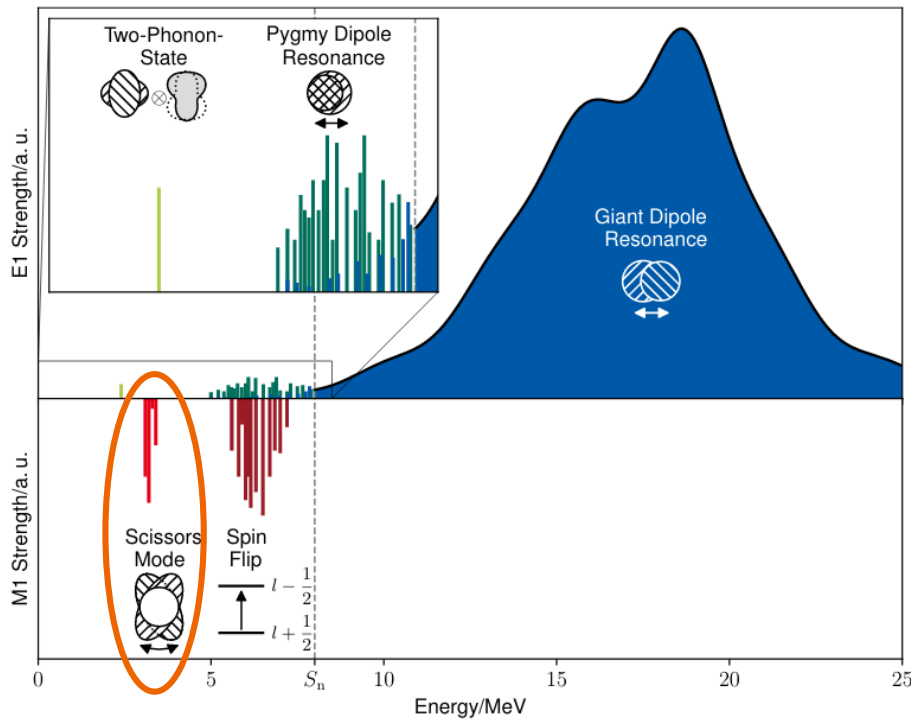 Two-Phonon-
State
Pygmy Dipole
Resonance
E1 Strength/a. u.
Giant Dipole
Resonance
M1 Strength/a. u.
Scissors
Mode
Spin
Flip
l − 1/2
l + 1/2
0 5 Sn 10 15 20 25
Energy/MeV